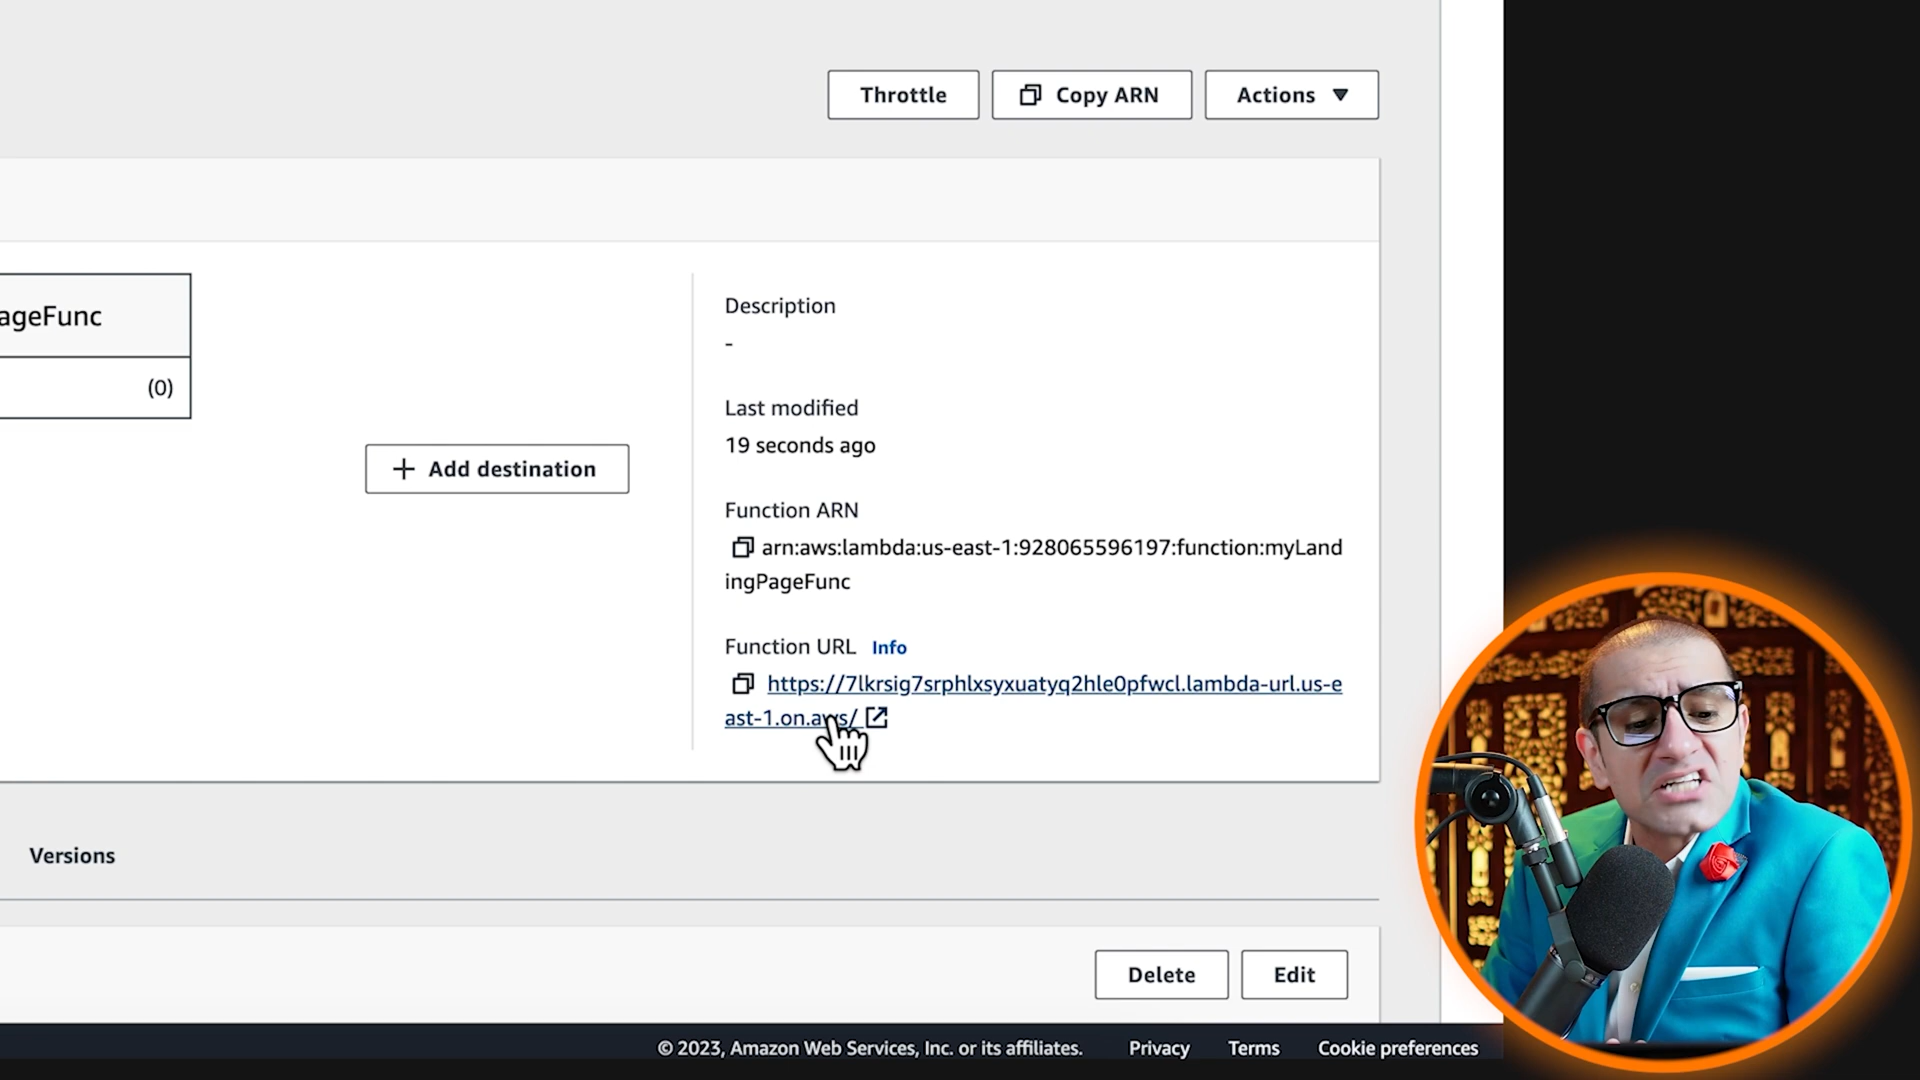 Throttle
Copy ARN
Actions
ageFunc
(0)
Add destination
Description
-
Last modified
19 seconds ago
Function ARN
arn:aws:lambda:us-east-1:928065596197:function:myLand
ingPageFunc
Function URL Info
https://7lkrsig7srphlxsyxuatyq2hle0pfwcl.lambda-url.us-e
ast-1.on.aws/
Versions
Delete
Edit
© 2023, Amazon Web Services, Inc. or its affiliates. Privacy Terms Cookie preferences